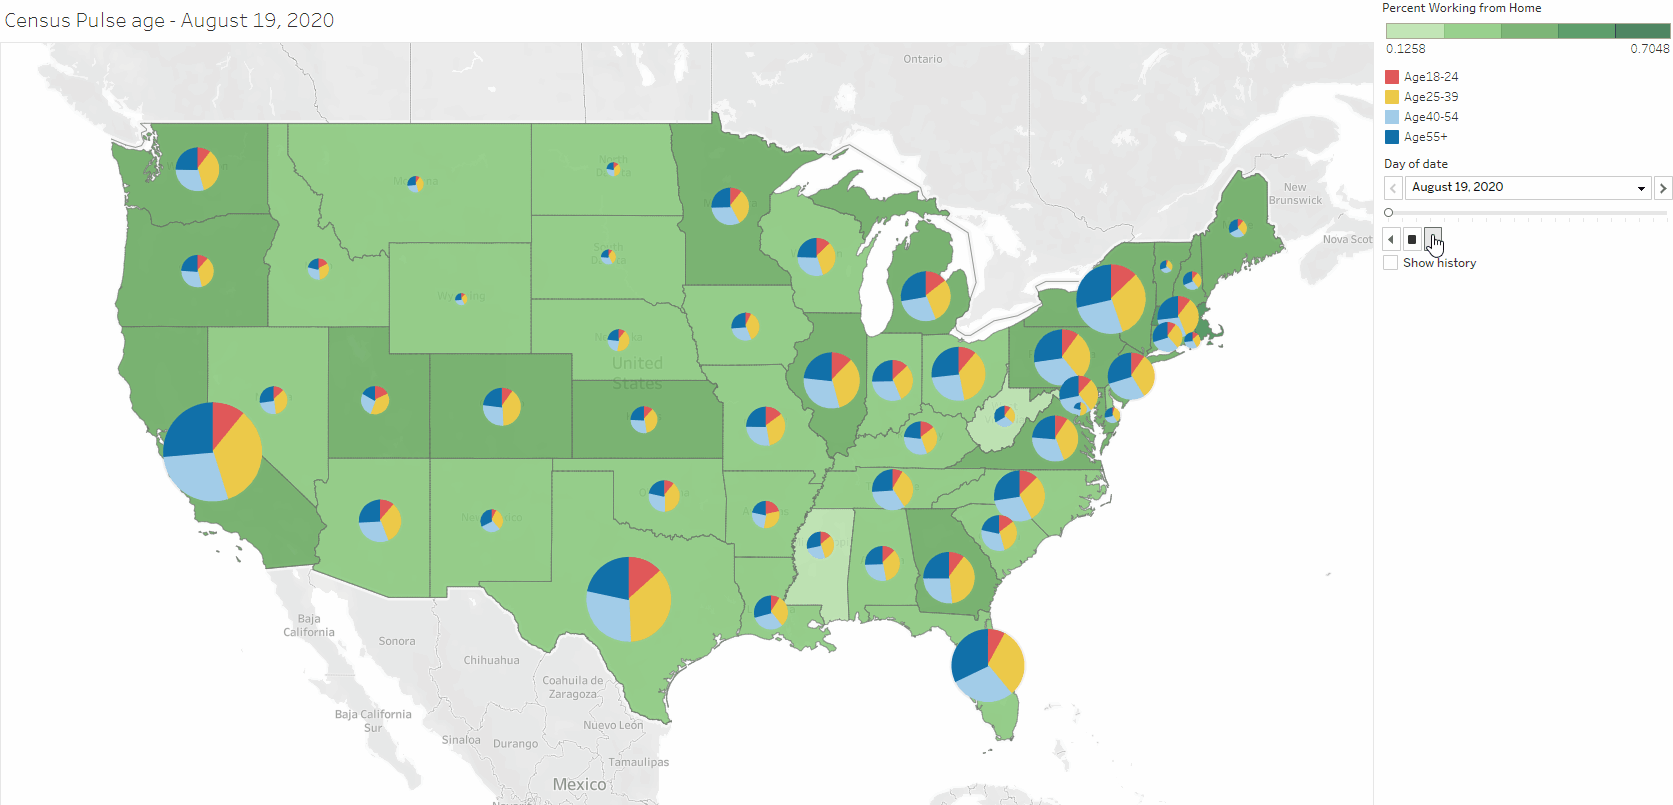 Census Pulse age - August 19, 2020
Percent Working from Home
0.1258
0.7048
Age18-24
Age25-39
Age40-54
Age55+
Day of date
August 19, 2020
Show history
Ontario
New
Brunswick
Nova Scot
North
South
United
States
Baja
California
Sonora
Chihuahua
Coahuila de
Zaragoza
Baja California
Sur
Nuevo León
Sinaloa
Durango
Tamaulipas
Mexico